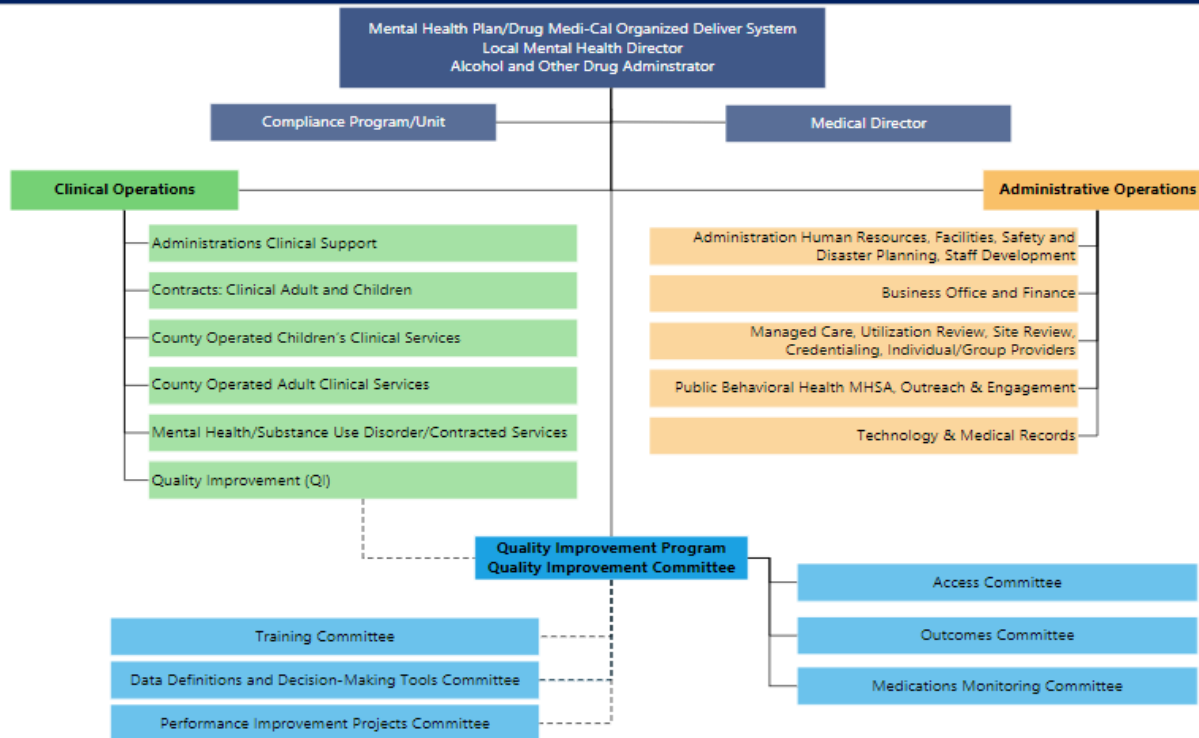 Mental Health Plan/Drug Medi-Cal Organized Deliver System
Local Mental Health Director
Alcohol and Other Drug Adminstrator
Compliance Program/Unit
Medical Director
Clinical Operations
Administrative Operations
Administrations Clinical Support
Contracts: Clinical Adult and Children
County Operated Children's Clinical Services
County Operated Adult Clinical Services
Mental Health/Substance Use Disorder/Contracted Services
Quality Improvement (QI)
Administration Human Resources, Facilities, Safety and
Disaster Planning, Staff Development
Business Office and Finance
Managed Care, Utilization Review, Site Review,
Credentialing, Individual/Group Providers
Public Behavioral Health MHSA, Outreach & Engagement
Technology & Medical Records
Quality Improvement Program
Quality Improvement Committee
Training Committee
Data Definitions and Decision-Making Tools Committee
Performance Improvement Projects Committee
Access Committee
Outcomes Committee
Medications Monitoring Committee